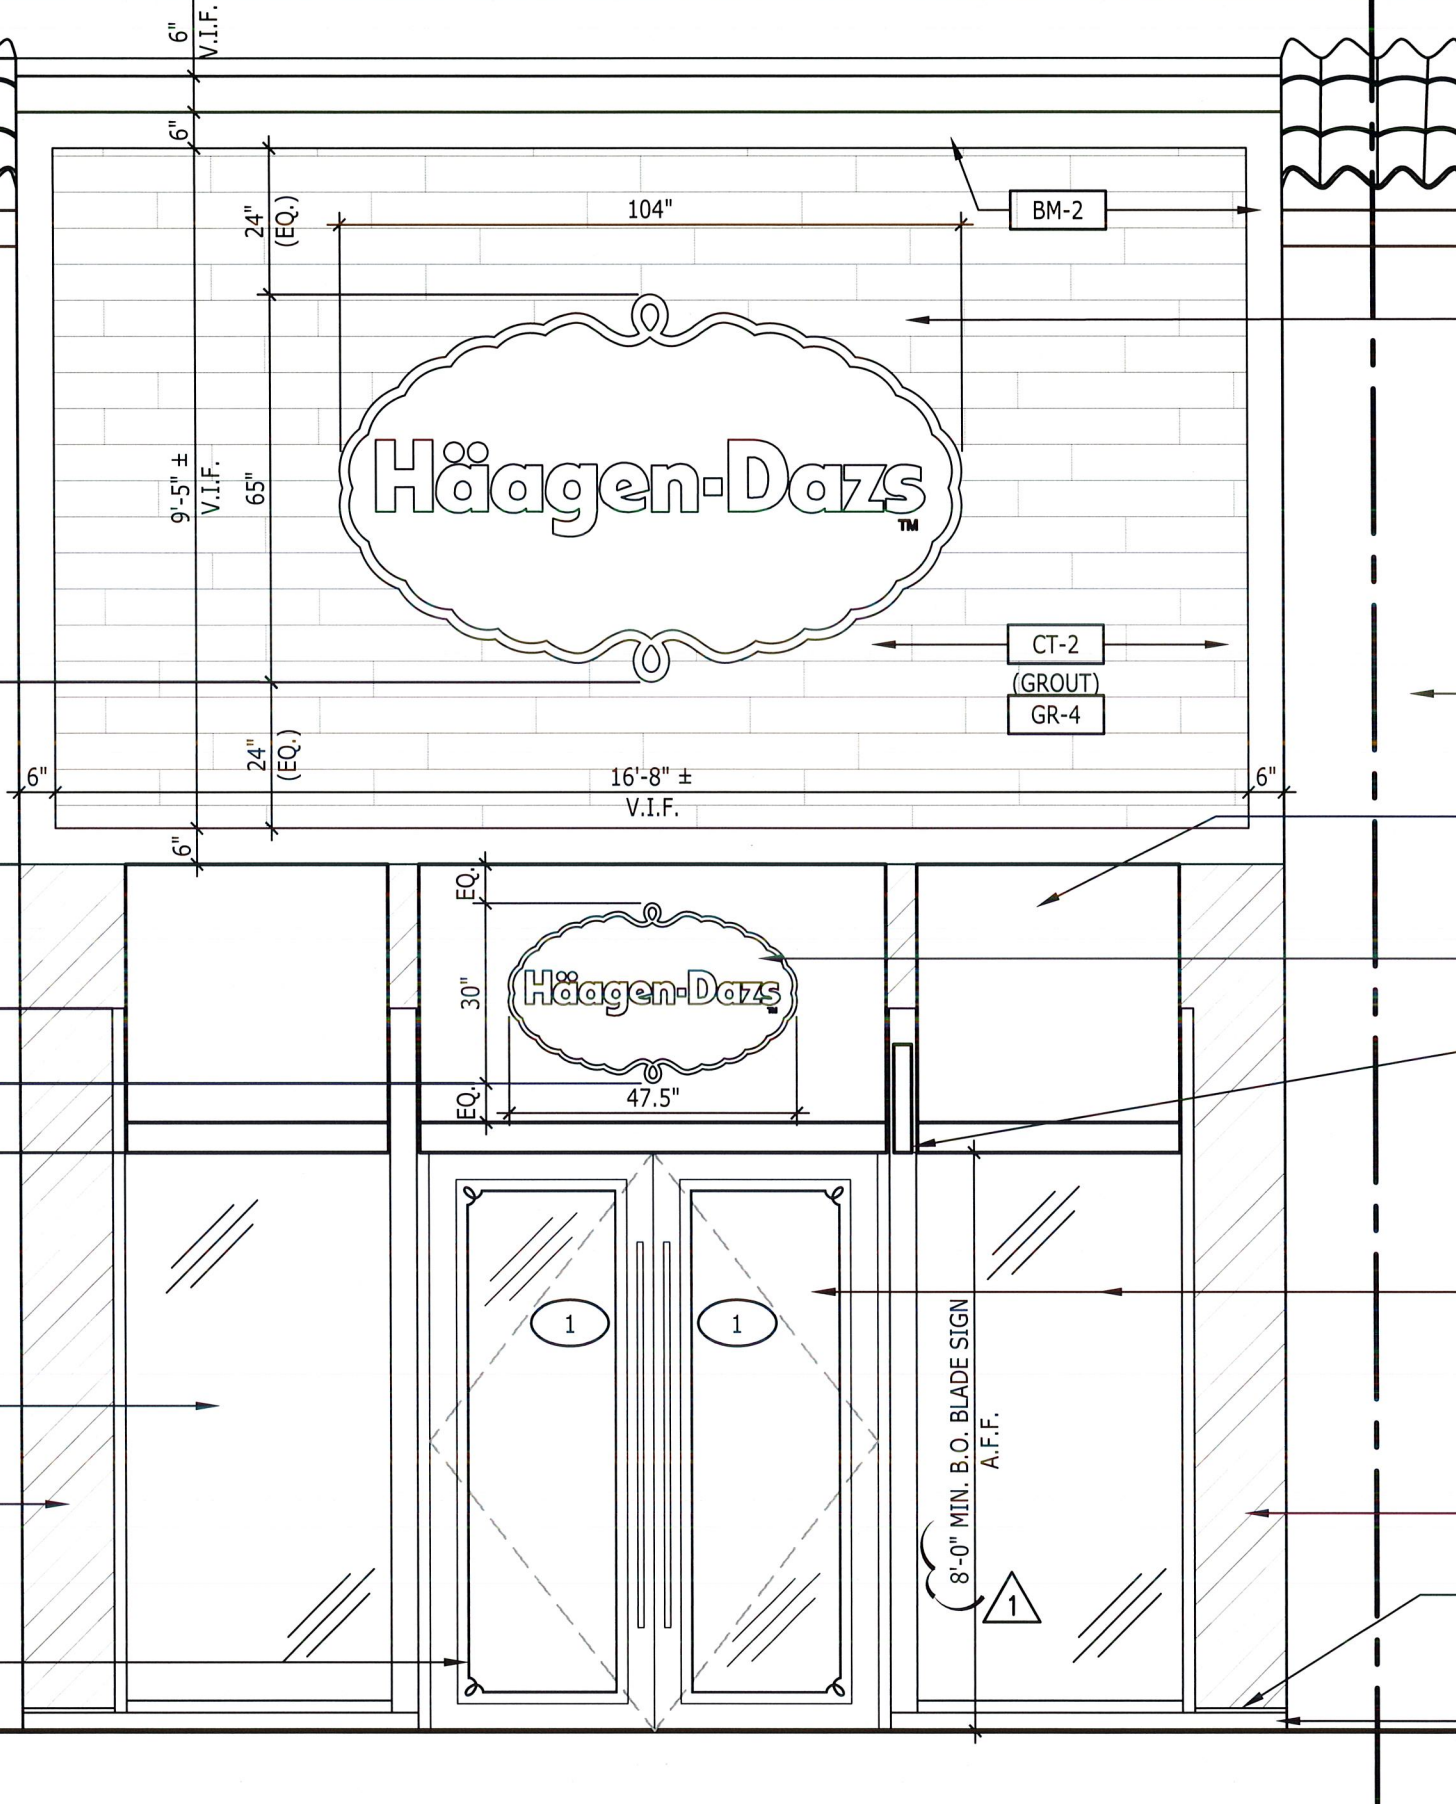 6"
V.I.F.
6"
24"
(EQ.)
104"
BM-2
Häagen-Dazs
TM
9'-5" ±
V.I.F.
65"
CT-2
(GROUT)
GR-4
24"
(EQ.)
6"
16'-8" ±
V.I.F.
6"
6"
EQ.
30"
Häagen-Dazs
TM
EQ.
47.5"
1
1
8'-0" MIN. B.O. BLADE SIGN
A.F.F.
1